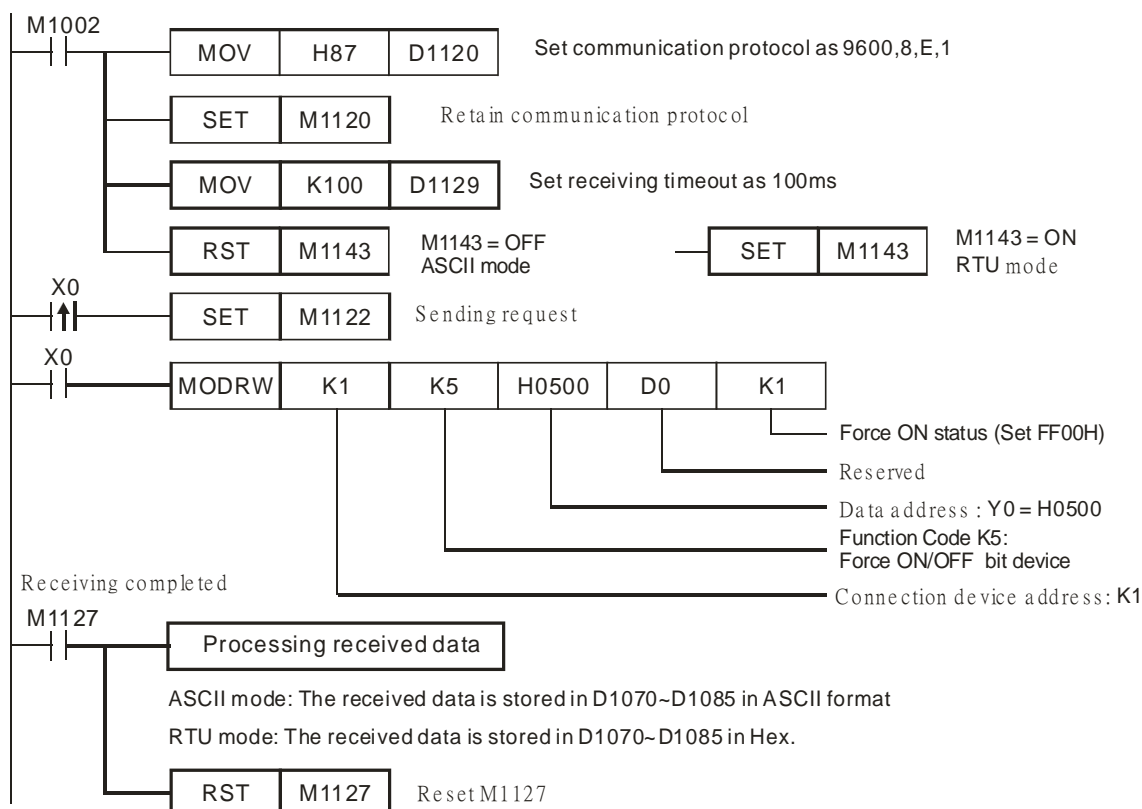 M1002
MOV H87 D1120 Set communication protocol as 9600,8,E,1
SET M1120 Retain communication protocol
MOV K100 D1129 Set receiving timeout as 100ms
RST M1143 M1143 = OFF
ASCII mode
SET M1143 M1143 = ON
RTU mode
X0
SET M1122 Sending request
X0
MODRW K1 K5 H0500 D0 K1
Force ON status (Set FF00H)
Reserved
Data address : Y0 = H0500
Function Code K5:
Force ON/OFF bit device
Connection device address: K1
Receiving completed
M1127
Processing received data
ASCII mode: The received data is stored in D1070~D1085 in ASCII format
RTU mode: The received data is stored in D1070~D1085 in Hex.
RST M1127 Reset M1127